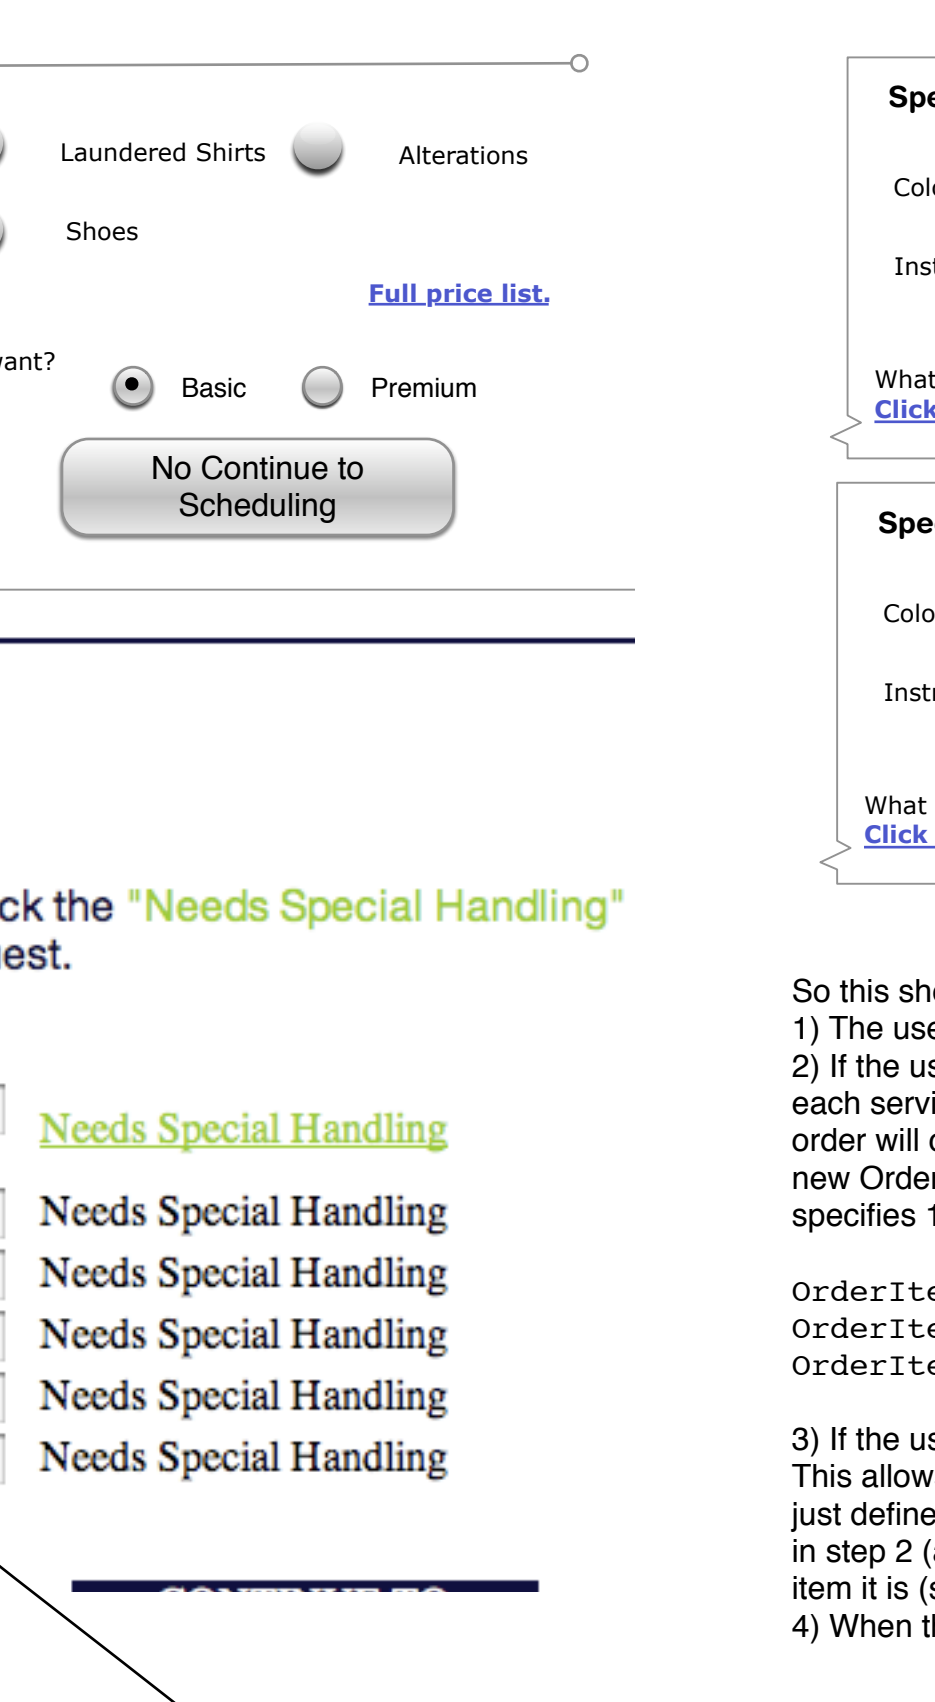 Laundered Shirts
Alterations
Shoes
Full price list.
want?
Basic
Premium
No Continue to
Scheduling
ck the "Needs Special Handling"
est.
Needs Special Handling
Needs Special Handling
Needs Special Handling
Needs Special Handling
Needs Special Handling
Needs Special Handling
Spe
Colo
Inst
What
Click
Spe
Colo
Instr
What
Click
So this sh
1) The use
2) If the us
each servi
order will
new Order
specifies 1
OrderIte
OrderIte
OrderIte
3) If the us
This allow
just define
in step 2 (
item it is (
4) When th